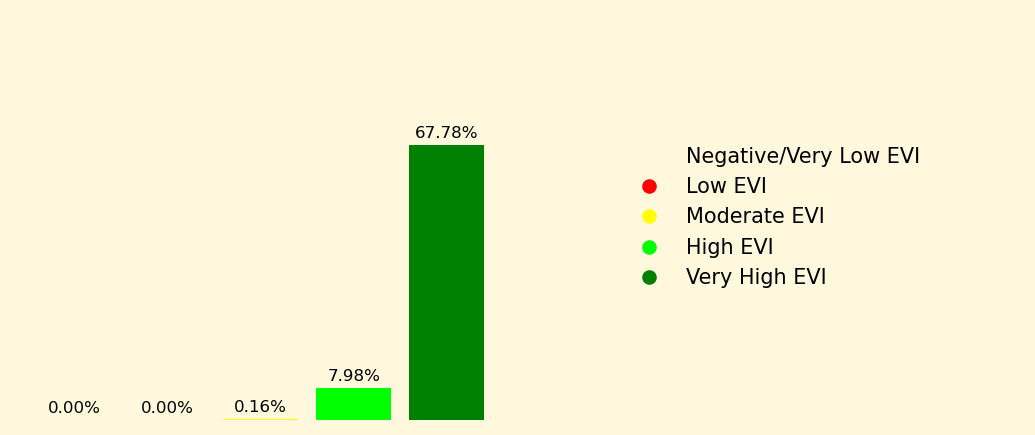 67.78%
7.98%
0.00%
0.00%
0.16%
Negative/Very Low EVI
Low EVI
Moderate EVI
High EVI
Very High EVI